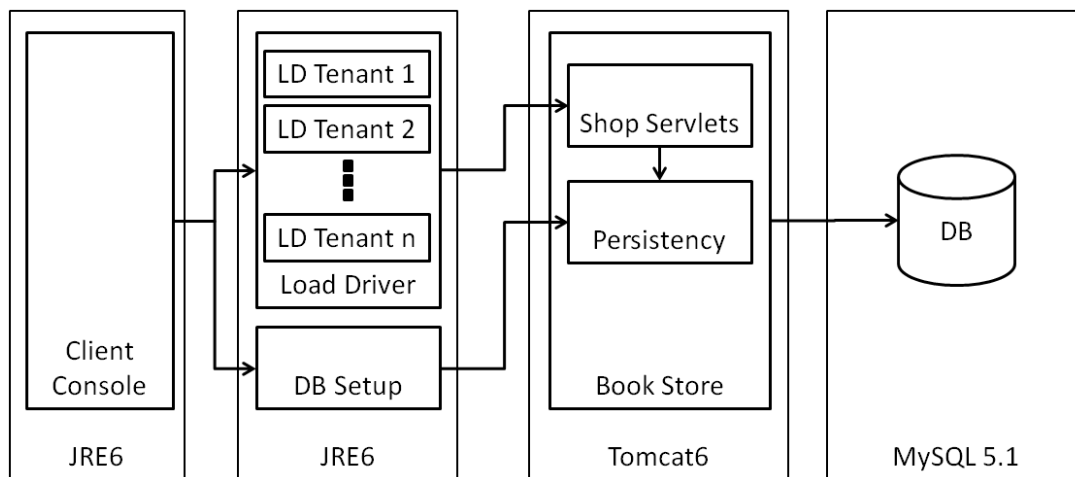 Client
Console
JRE6
LD Tenant 1
LD Tenant 2
LD Tenant n
Load Driver
DB Setup
JRE6
Shop Servlets
Persistency
Book Store
Tomcat6
DB
MySQL 5.1